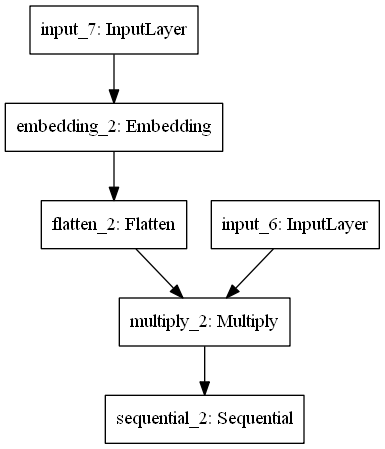 input_7: InputLayer
embedding_2: Embedding
flatten_2: Flatten
input_6: InputLayer
multiply_2: Multiply
sequential_2: Sequential